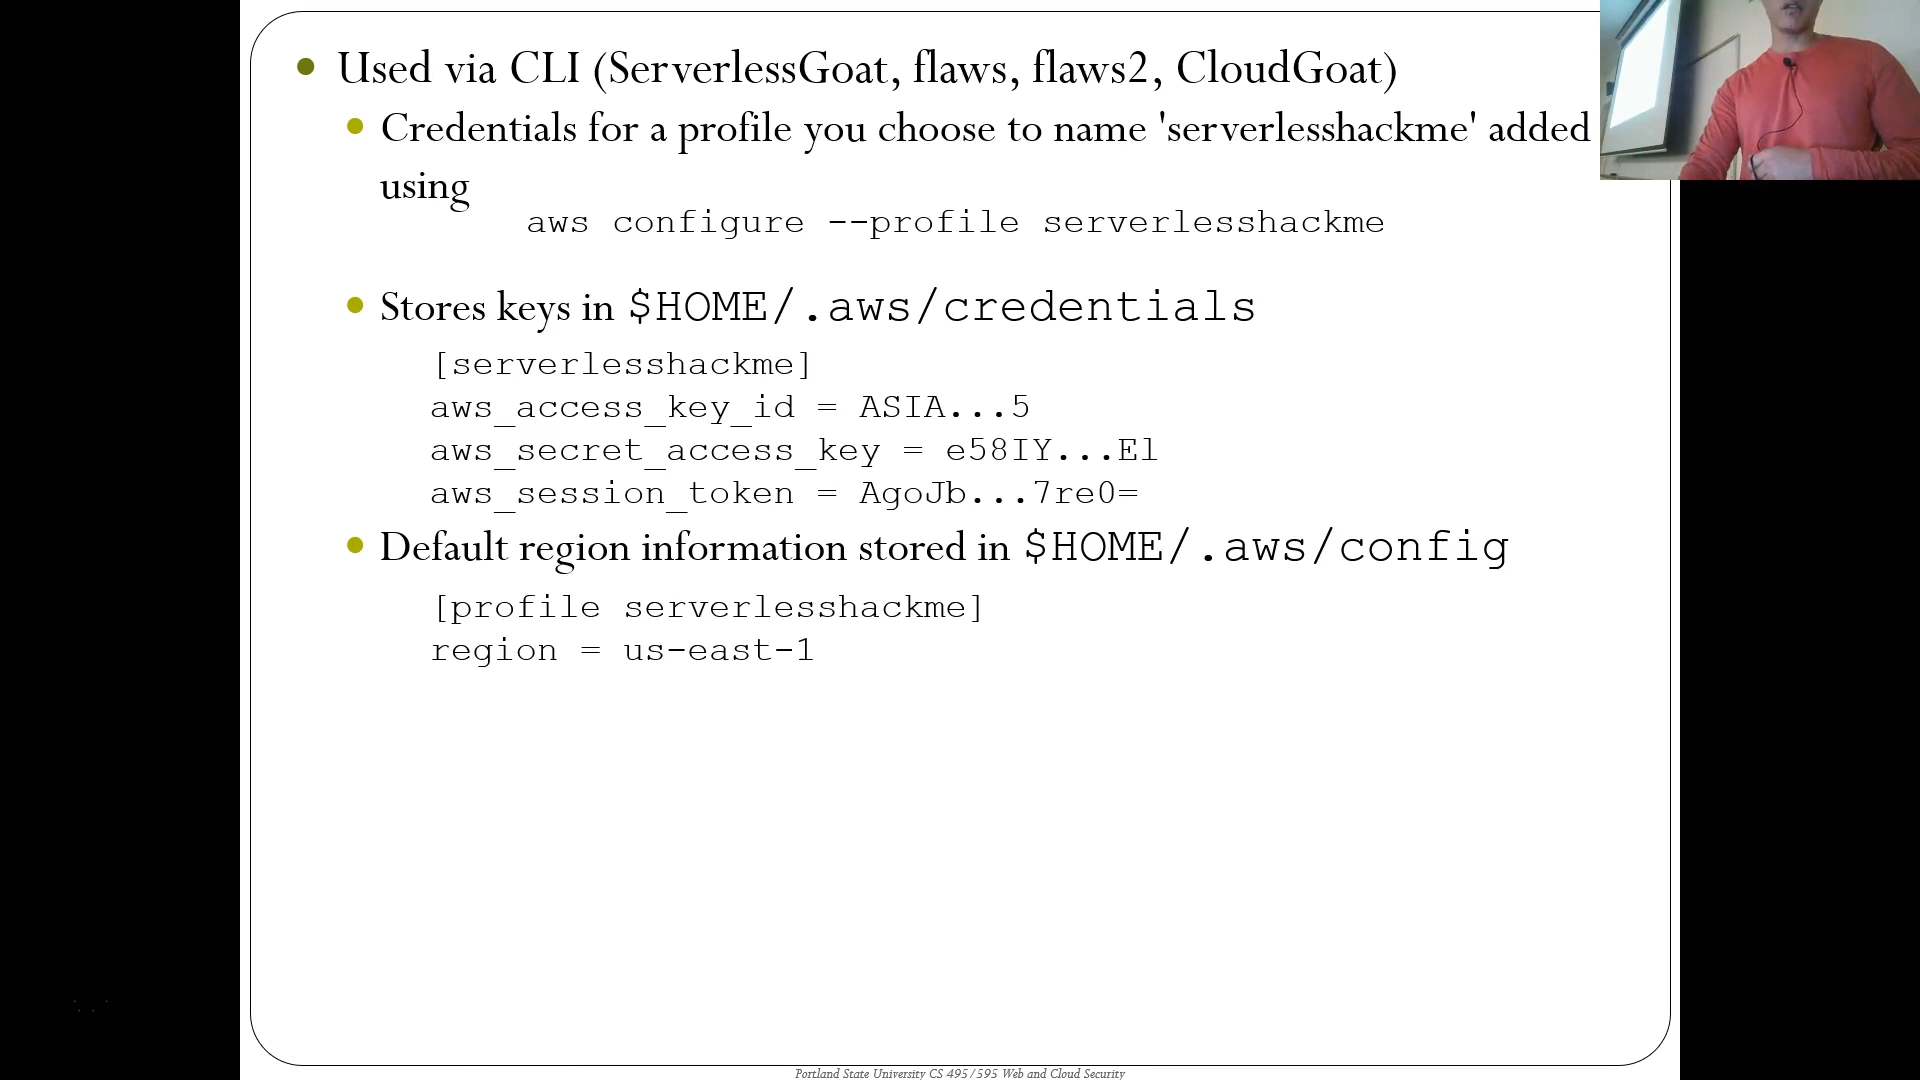 Used via CLI (ServerlessGoat, flaws, flaws2, CloudGoat)
Credentials for a profile you choose to name 'serverlesshackme' added
using
aws configure --profile serverlesshackme
Stores keys in $HOME/.aws/credentials
[serverlesshackme]
aws_access_key_id = ASIA...5
aws_secret_access_key = e58IY...El
aws_session_token = AgoJb...7re0=
Default region information stored in $HOME/.aws/config
[profile serverlesshackme]
region = us-east-1
Portland State University CS 495/595 Web and Cloud Security